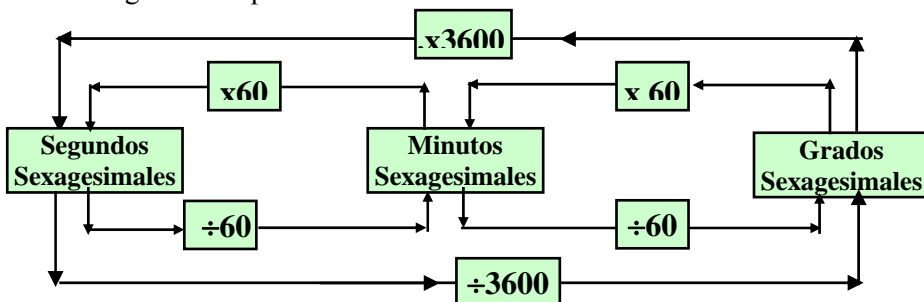 .x3600
x60
x 60
Segundos
Sexagesimales
Minutos
Sexagesimales
Grados
Sexagesimales
÷60
÷60
÷3600